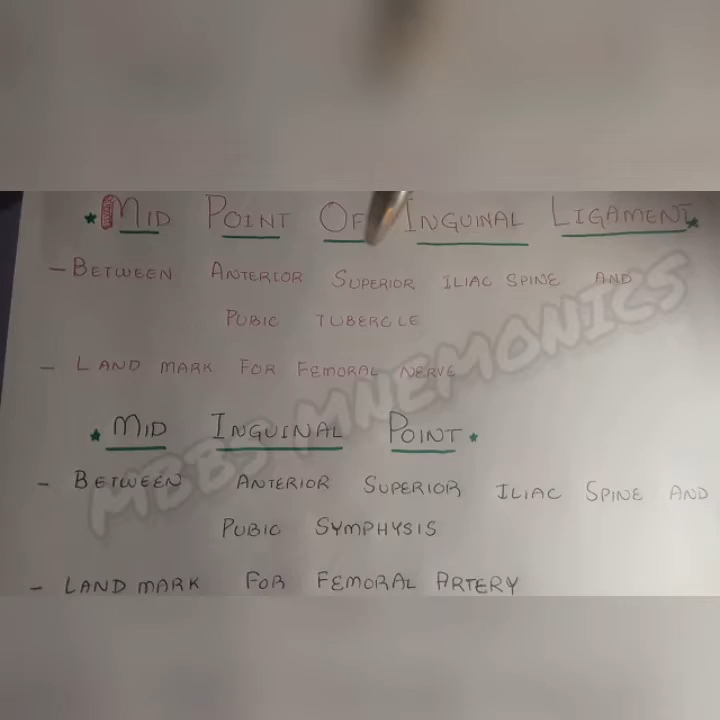 ★ MID POINT OF INGUINAL LIGAMENT ★
- BETWEEN ANTERIOR SUPERIOR ILIAC SPINE AND
PUBIC TUBERCLE
- LAND MARK FOR FEMORAL NERVE
★ MID INGUINAL POINT ★
- BETWEEN ANTERIOR SUPERIOR ILIAC SPINE AND
PUBIC SYMPHYSIS
- LAND MARK FOR FEMORAL ARTERY
MBBS MNEMONICS